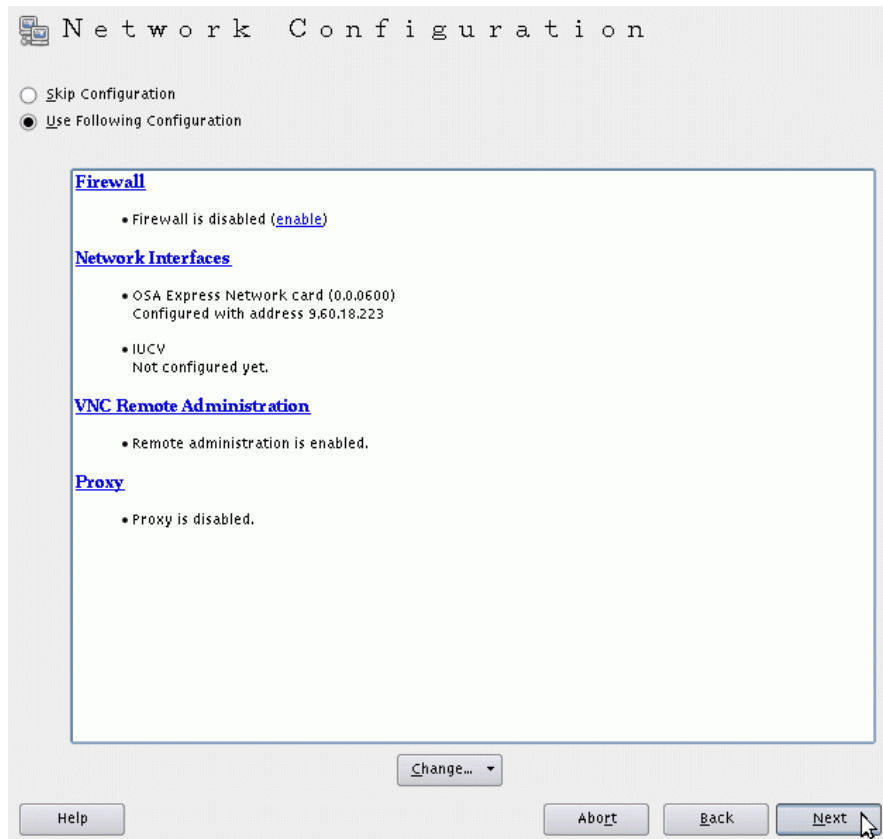 Network Configuration
Skip Configuration
Use Following Configuration
Firewall
• Firewall is disabled (enable)
Network Interfaces
• OSA Express Network card (0.0.0600)
Configured with address 9.60.18.223
• IUCV
Not configured yet.
VNC Remote Administration
• Remote administration is enabled.
Proxy
• Proxy is disabled.
Change...
Help Abort Back Next